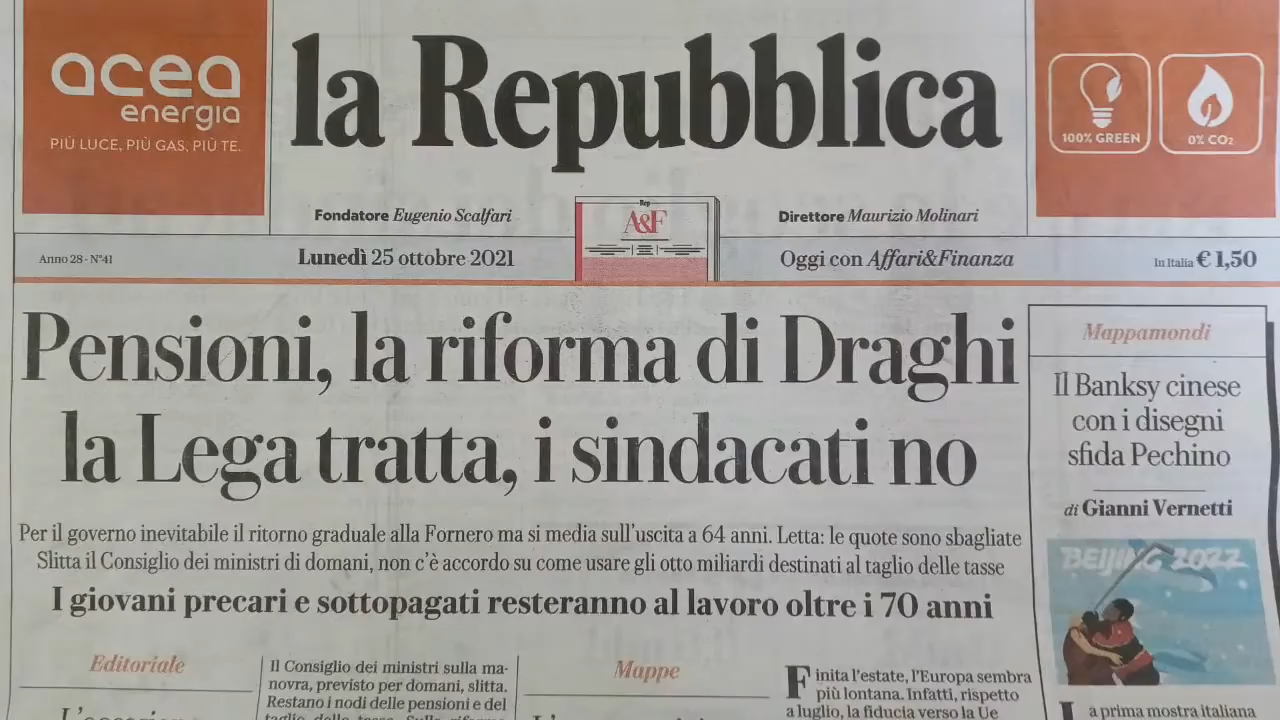 acea
energia
PIÙ LUCE, PIÙ GAS, PIÙ TE.
la Repubblica
100% GREEN
0% CO₂
Fondatore Eugenio Scalfari
Rep
A&F
Direttore Maurizio Molinari
Anno 28 - N°41
Lunedì 25 ottobre 2021
Oggi con Affari&Finanza
In Italia € 1,50
Pensioni, la riforma di Draghi
la Lega tratta, i sindacati no
Per il governo inevitabile il ritorno graduale alla Fornero ma si media sull'uscita a 64 anni. Letta: le quote sono sbagliate
Slitta il Consiglio dei ministri di domani, non c'è accordo su come usare gli otto miliardi destinati al taglio delle tasse
I giovani precari e sottopagati resteranno al lavoro oltre i 70 anni
Mappamondi
Il Banksy cinese
con i disegni
sfida Pechino
di Gianni Vernetti
BEIJING 2022
Editoriale
Il Consiglio dei ministri sulla ma-
novra, previsto per domani, slitta.
Restano i nodi delle pensioni e del
taglio delle tasse.
Mappe
Finita l'estate, l'Europa sembra
più lontana. Infatti, rispetto
a luglio, la fiducia verso la Ue
La prima mostra italiana